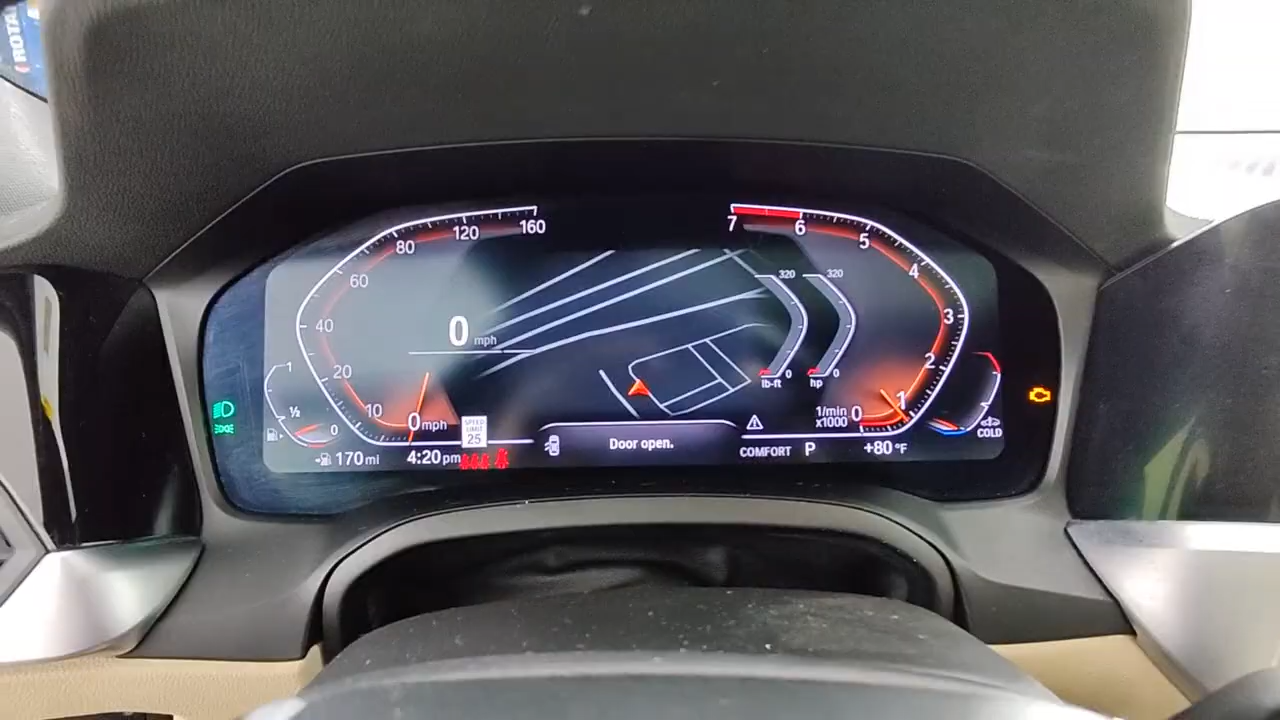 ROTA
160
120
80
60
40
20
10
0 mph
0 mph
1
½
0
SPEED LIMIT 25
170 mi
4:20 pm
Door open.
320
320
0
0
lb-ft
hp
7
6
5
4
3
2
1
0
1/min
x1000
COLD
COMFORT P
+80 °F